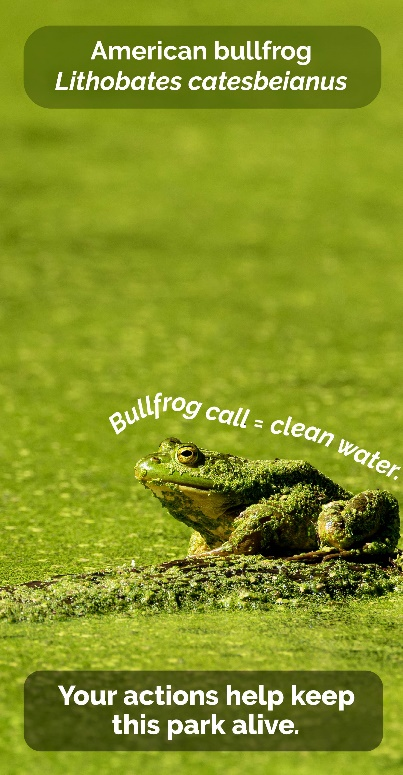 American bullfrog
Lithobates catesbeianus
Bullfrog call = clean water.
Your actions help keep
this park alive.